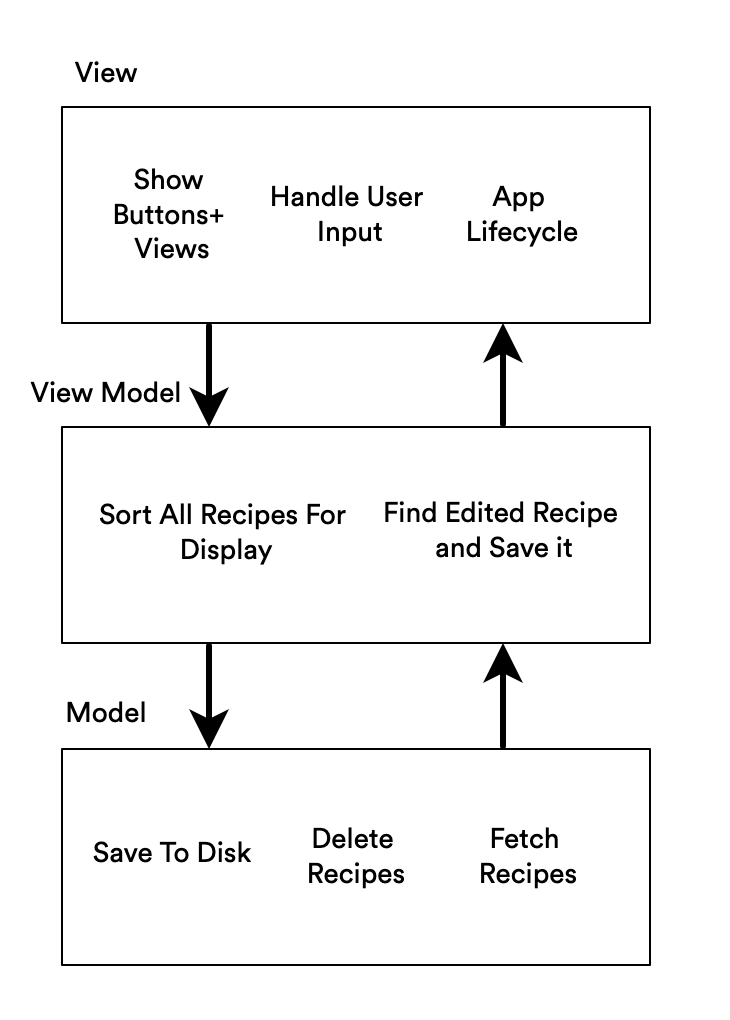 View
Show
Buttons+
Views
Handle User
Input
App
Lifecycle
View Model
Sort All Recipes For
Display
Find Edited Recipe
and Save it
Model
Save To Disk
Delete
Recipes
Fetch
Recipes